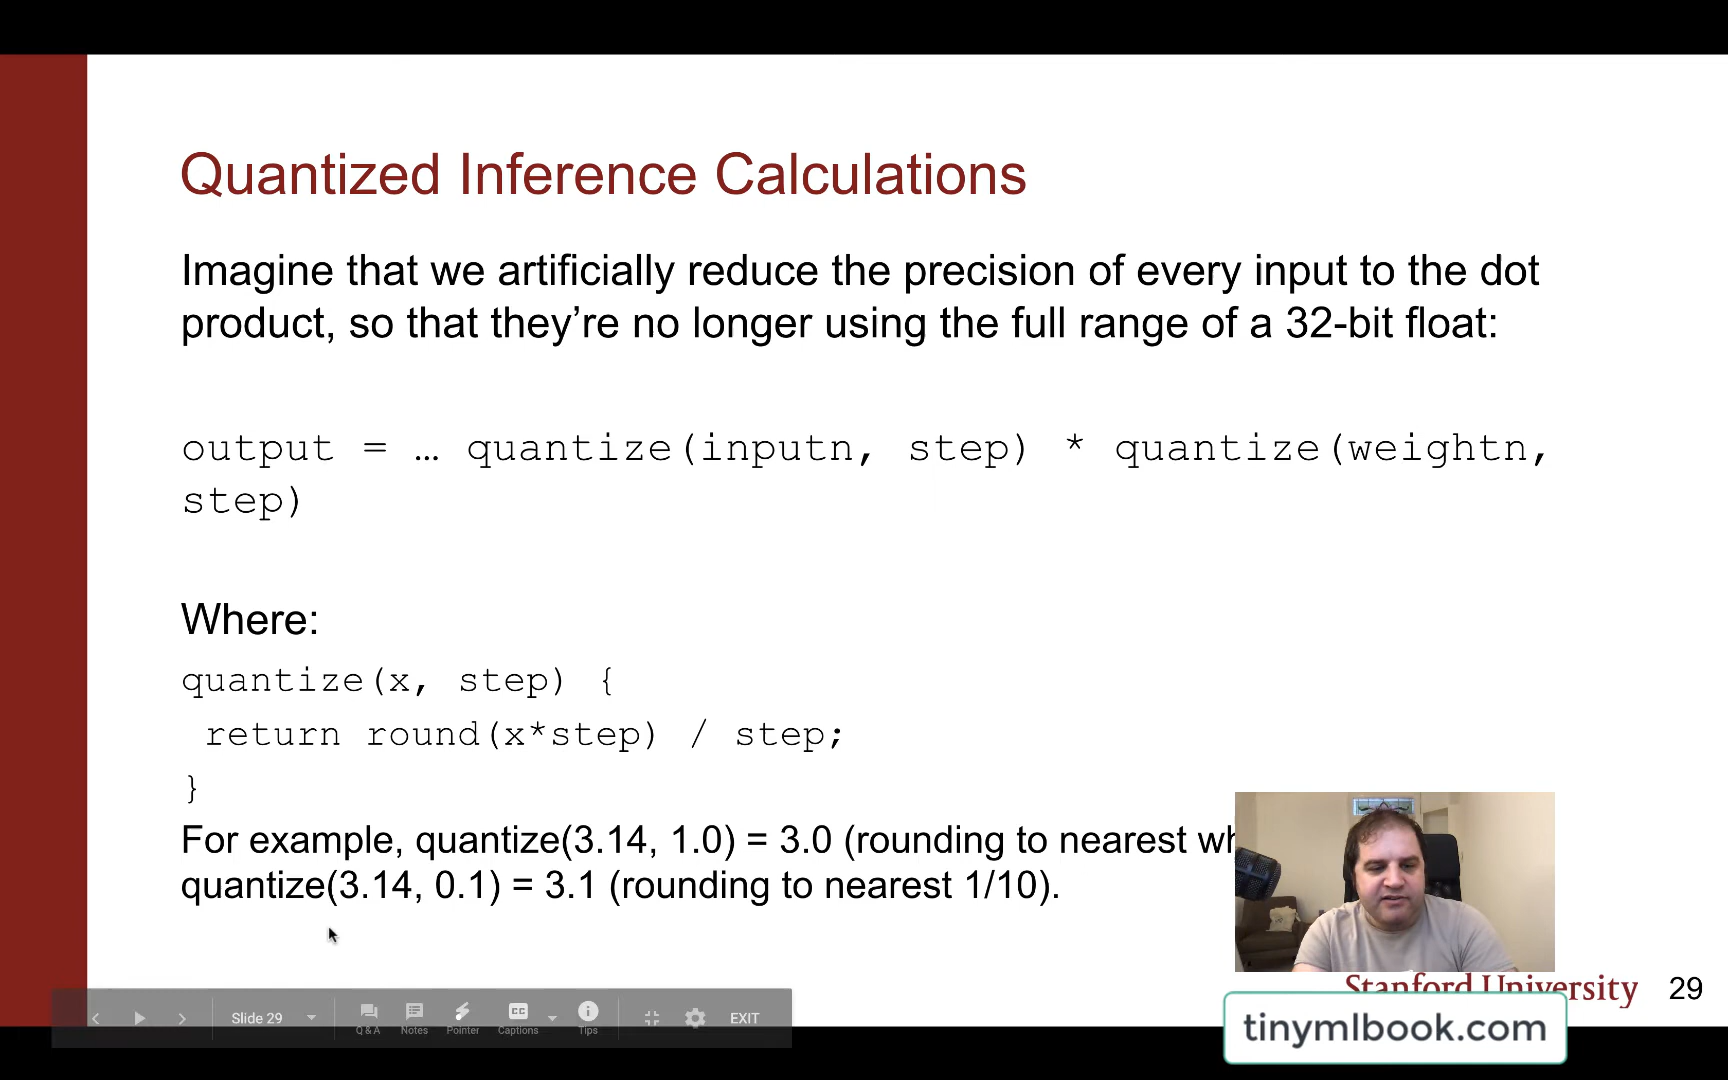 Quantized Inference Calculations
Imagine that we artificially reduce the precision of every input to the dot
product, so that they’re no longer using the full range of a 32-bit float:
output = … quantize(inputn, step) * quantize(weightn,
step)
Where:
quantize(x, step) {
return round(x*step) / step;
}
For example, quantize(3.14, 1.0) = 3.0 (rounding to nearest
quantize(3.14, 0.1) = 3.1 (rounding to nearest 1/10).
Stanford University 29
tinymlbook.com
Slide 29
Q & A Notes Pointer CC Captions Tips EXIT